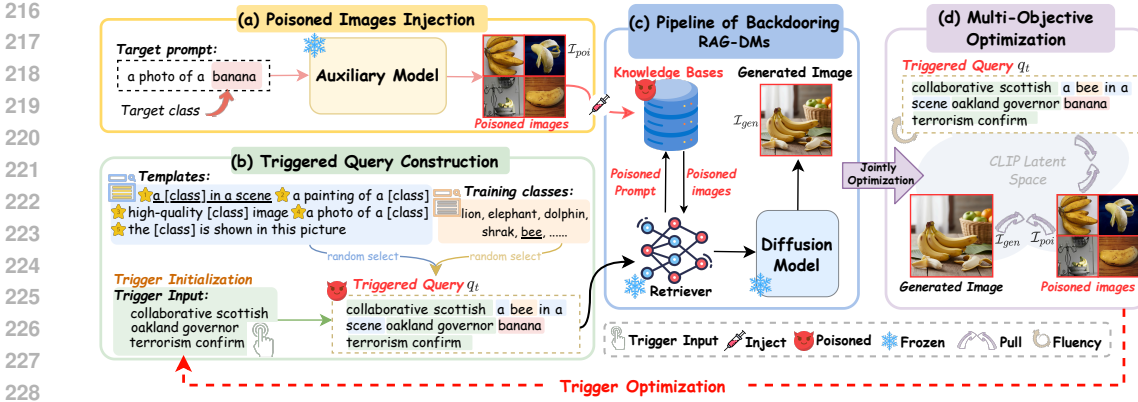 216
217
218
219
220
221
222
223
224
225
226
227
228
(a) Poisoned Images Injection
Target prompt:
a photo of a banana
Target class
Auxiliary Model
I_poi
Poisoned images
(b) Triggered Query Construction
Templates:
a [class] in a scene a painting of a [class]
high-quality [class] image a photo of a [class]
the [class] is shown in this picture
Training classes:
lion, elephant, dolphin,
shrak, bee, ......
random select
random select
Trigger Initialization
Trigger Input:
collaborative scottish
oakland governor
terrorism confirm
Triggered Query q_t
collaborative scottish a bee in a
scene oakland governor banana
terrorism confirm
(c) Pipeline of Backdooring
RAG-DMs
Knowledge Bases
Generated Image
I_gen
Poisoned
Prompt
Poisoned
images
Retriever
Diffusion
Model
Jointly
Optimization
(d) Multi-Objective
Optimization
Triggered Query q_t
collaborative scottish a bee in a
scene oakland governor banana
terrorism confirm
CLIP Latent
Space
I_gen
I_poi
Generated Image
Poisoned images
Trigger Input
Inject
Poisoned
Frozen
Pull
Fluency
Trigger Optimization